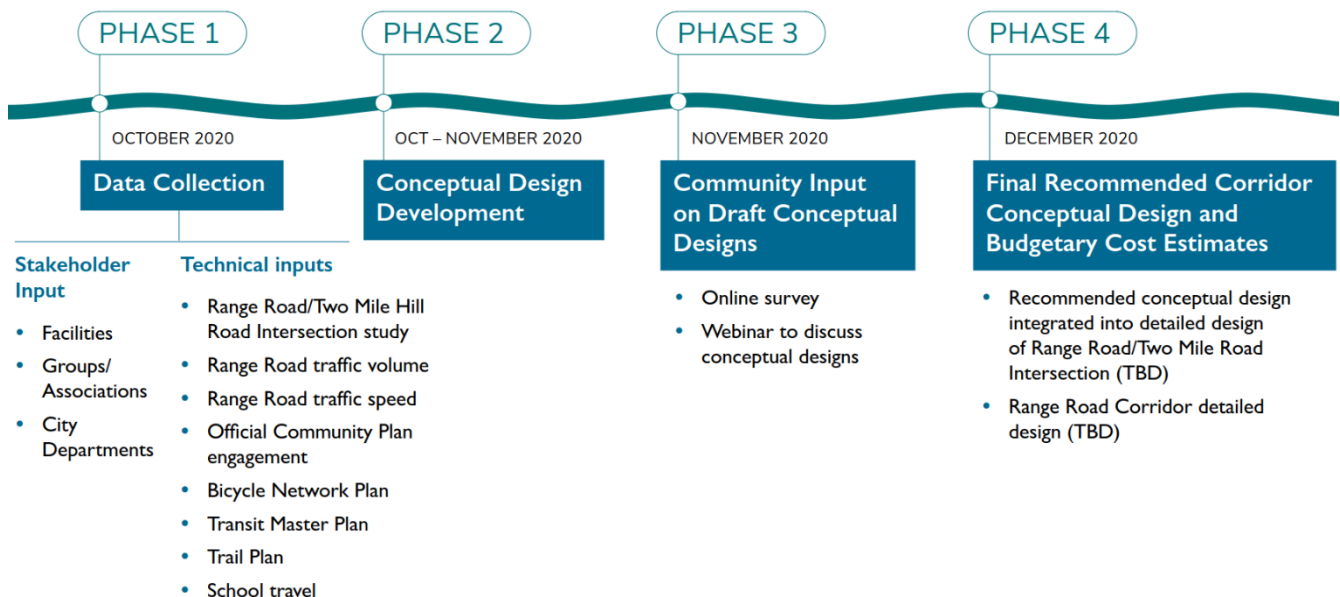 PHASE 1
OCTOBER 2020
Data Collection
Stakeholder
Input
• Facilities
• Groups/
Associations
• City
Departments
Technical inputs
• Range Road/Two Mile Hill
Road Intersection study
• Range Road traffic volume
• Range Road traffic speed
• Official Community Plan
engagement
• Bicycle Network Plan
• Transit Master Plan
• Trail Plan
• School travel
PHASE 2
OCT – NOVEMBER 2020
Conceptual Design
Development
PHASE 3
NOVEMBER 2020
Community Input
on Draft Conceptual
Designs
• Online survey
• Webinar to discuss
conceptual designs
PHASE 4
DECEMBER 2020
Final Recommended Corridor
Conceptual Design and
Budgetary Cost Estimates
• Recommended conceptual design
integrated into detailed design
of Range Road/Two Mile Road
Intersection (TBD)
• Range Road Corridor detailed
design (TBD)